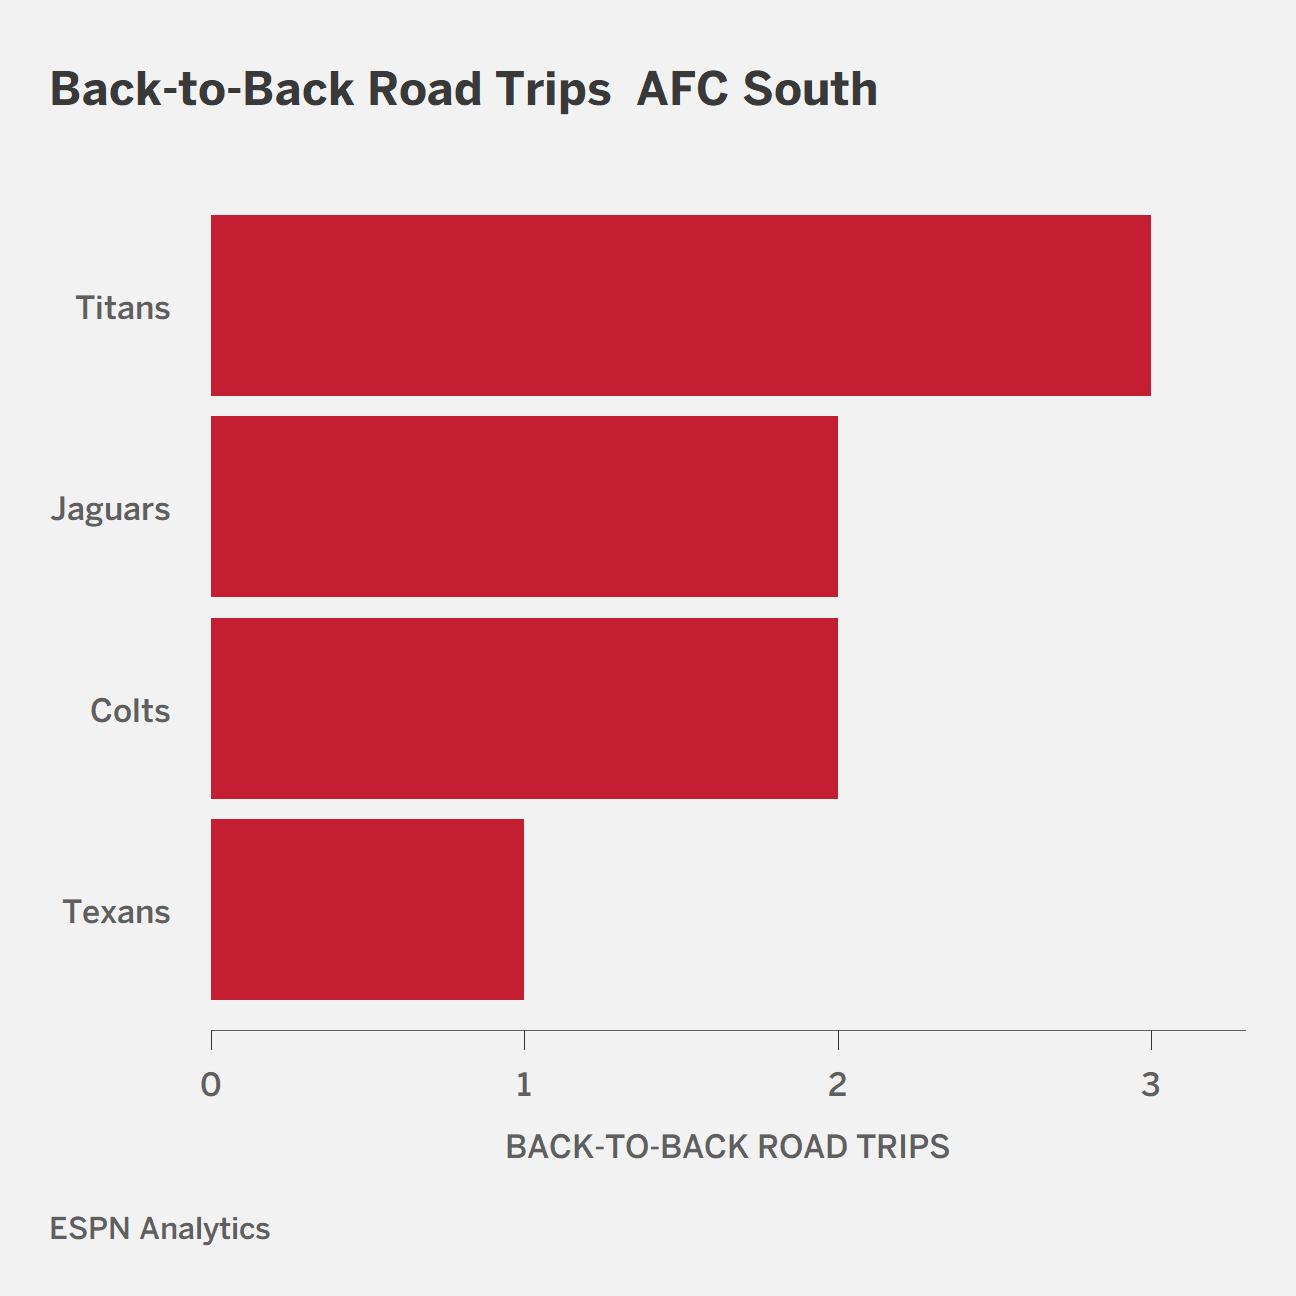 Back-to-Back Road Trips  AFC South
Titans
Jaguars
Colts
Texans
0 1 2 3
BACK-TO-BACK ROAD TRIPS
ESPN Analytics